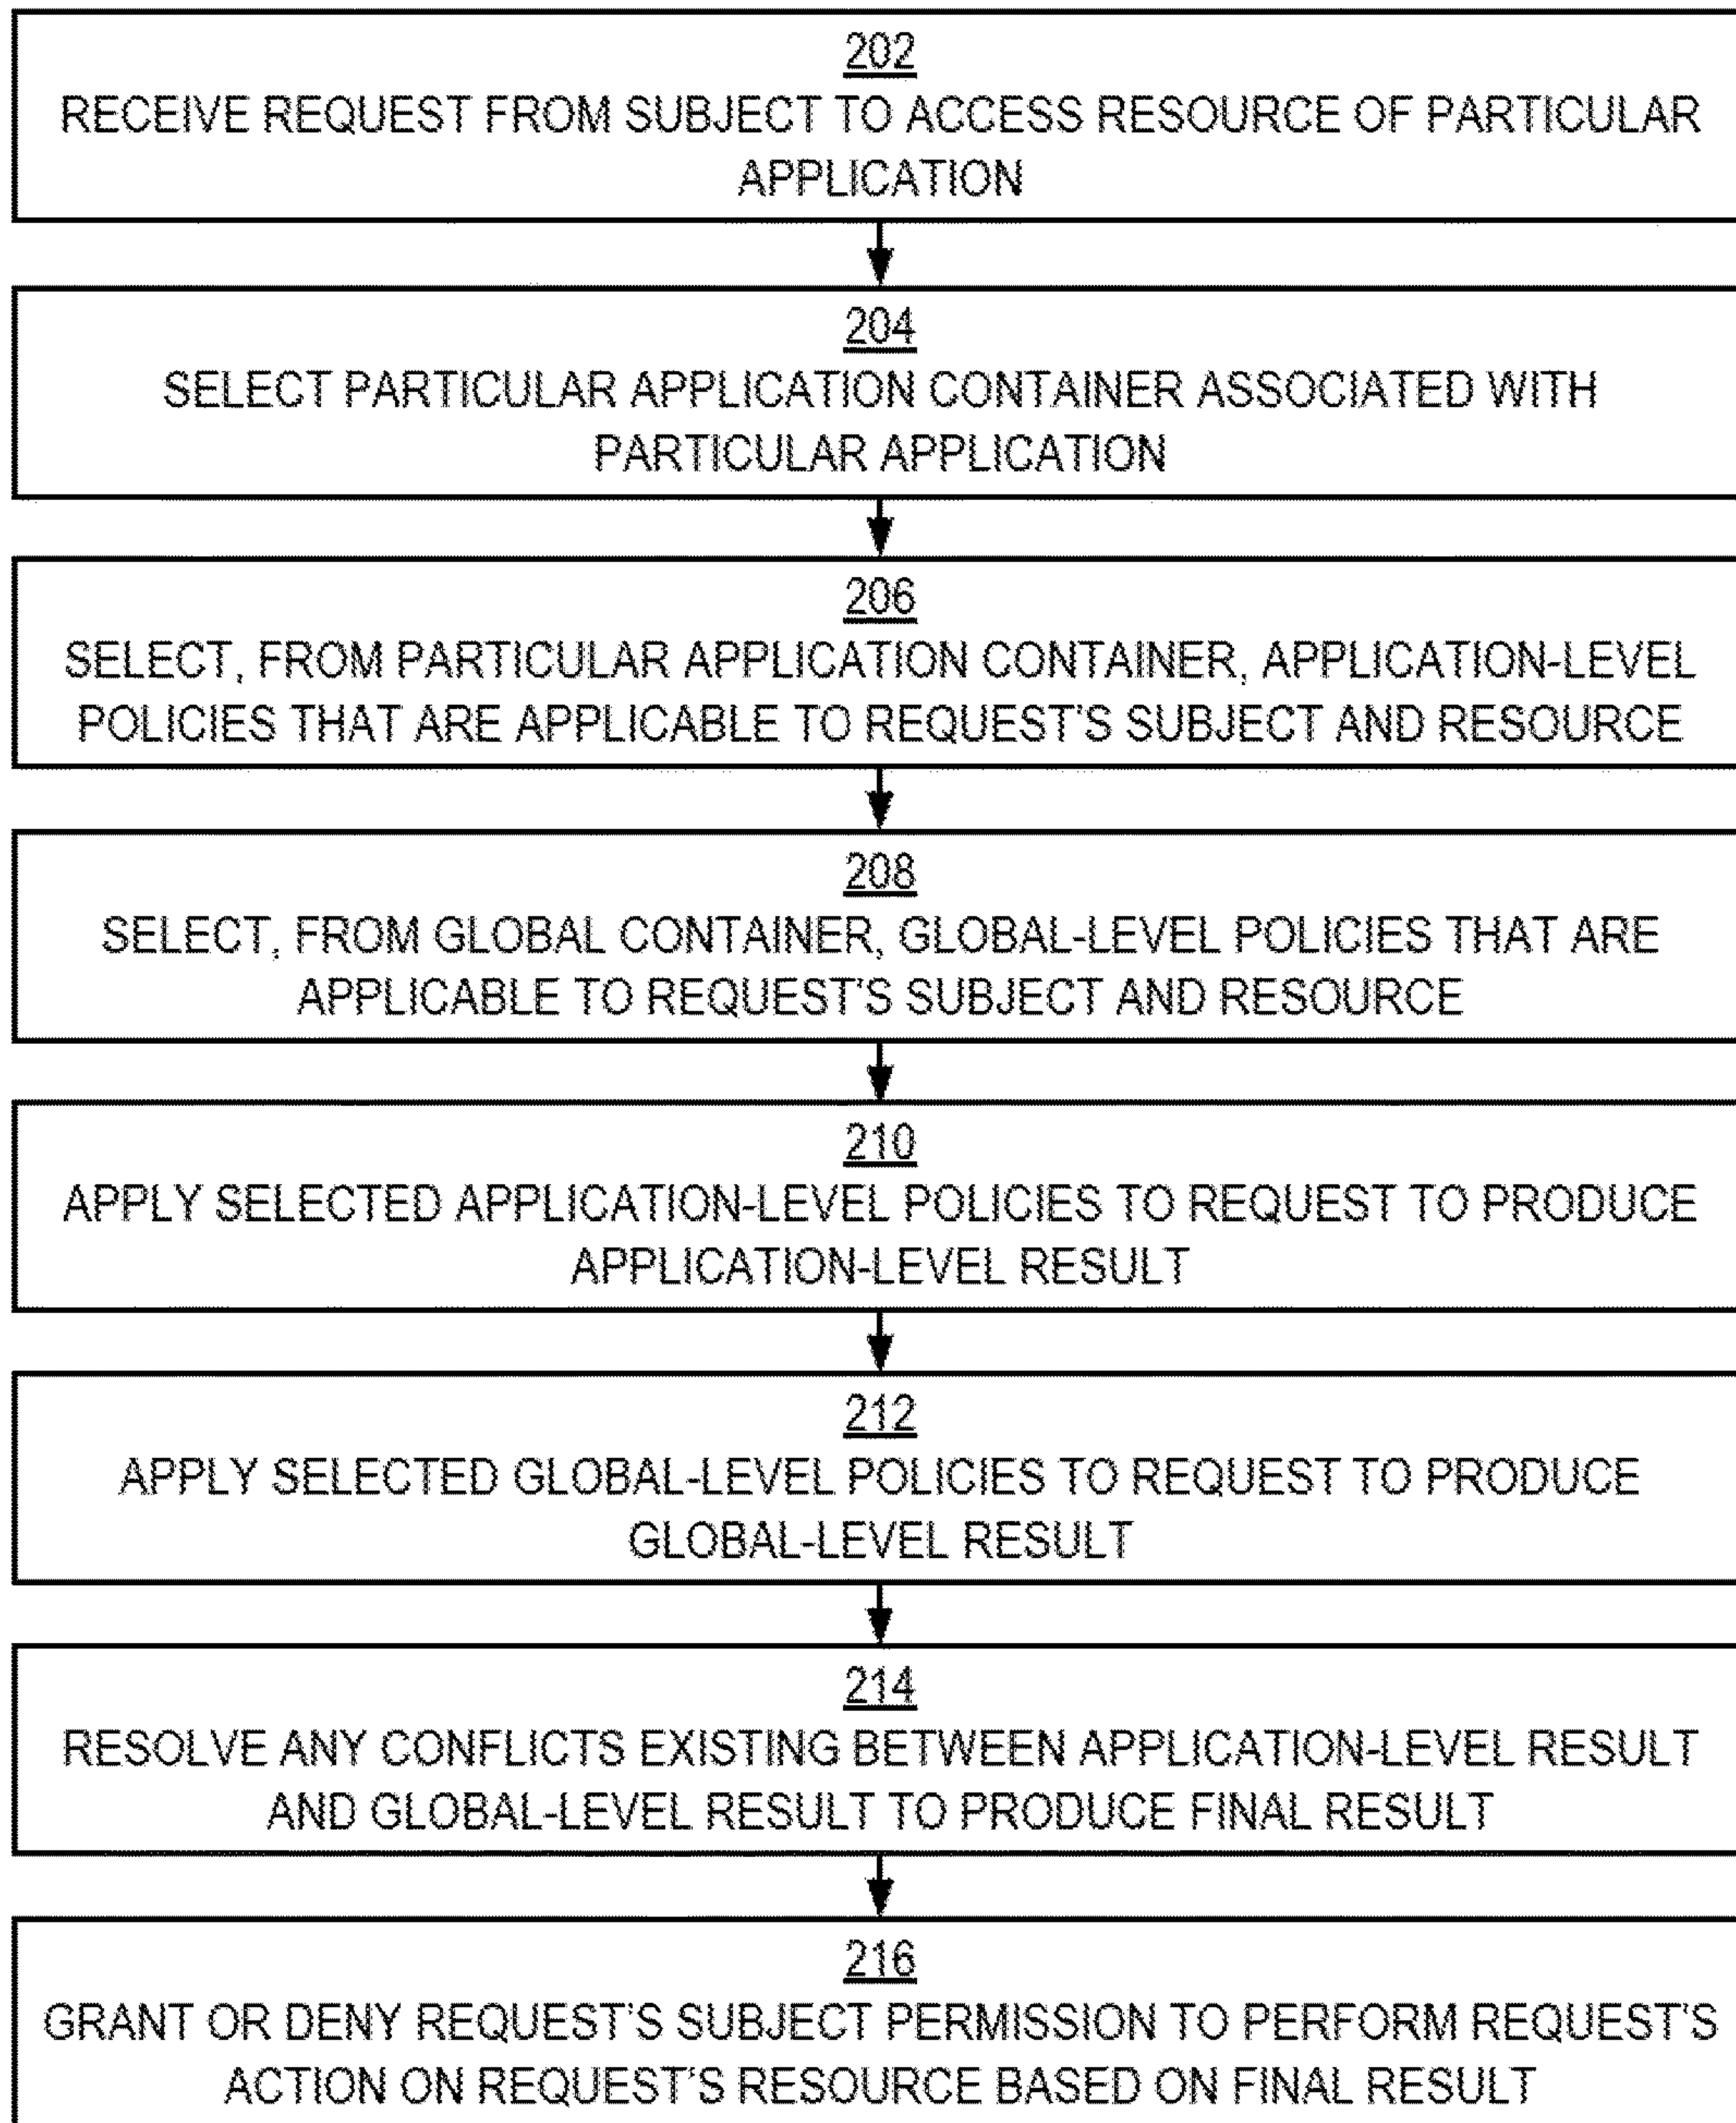 202
RECEIVE REQUEST FROM SUBJECT TO ACCESS RESOURCE OF PARTICULAR
APPLICATION
204
SELECT PARTICULAR APPLICATION CONTAINER ASSOCIATED WITH
PARTICULAR APPLICATION
206
SELECT, FROM PARTICULAR APPLICATION CONTAINER, APPLICATION-LEVEL
POLICIES THAT ARE APPLICABLE TO REQUEST'S SUBJECT AND RESOURCE
208
SELECT, FROM GLOBAL CONTAINER, GLOBAL-LEVEL POLICIES THAT ARE
APPLICABLE TO REQUEST'S SUBJECT AND RESOURCE
210
APPLY SELECTED APPLICATION-LEVEL POLICIES TO REQUEST TO PRODUCE
APPLICATION-LEVEL RESULT
212
APPLY SELECTED GLOBAL-LEVEL POLICIES TO REQUEST TO PRODUCE
GLOBAL-LEVEL RESULT
214
RESOLVE ANY CONFLICTS EXISTING BETWEEN APPLICATION-LEVEL RESULT
AND GLOBAL-LEVEL RESULT TO PRODUCE FINAL RESULT
216
GRANT OR DENY REQUEST'S SUBJECT PERMISSION TO PERFORM REQUEST'S
ACTION ON REQUEST'S RESOURCE BASED ON FINAL RESULT